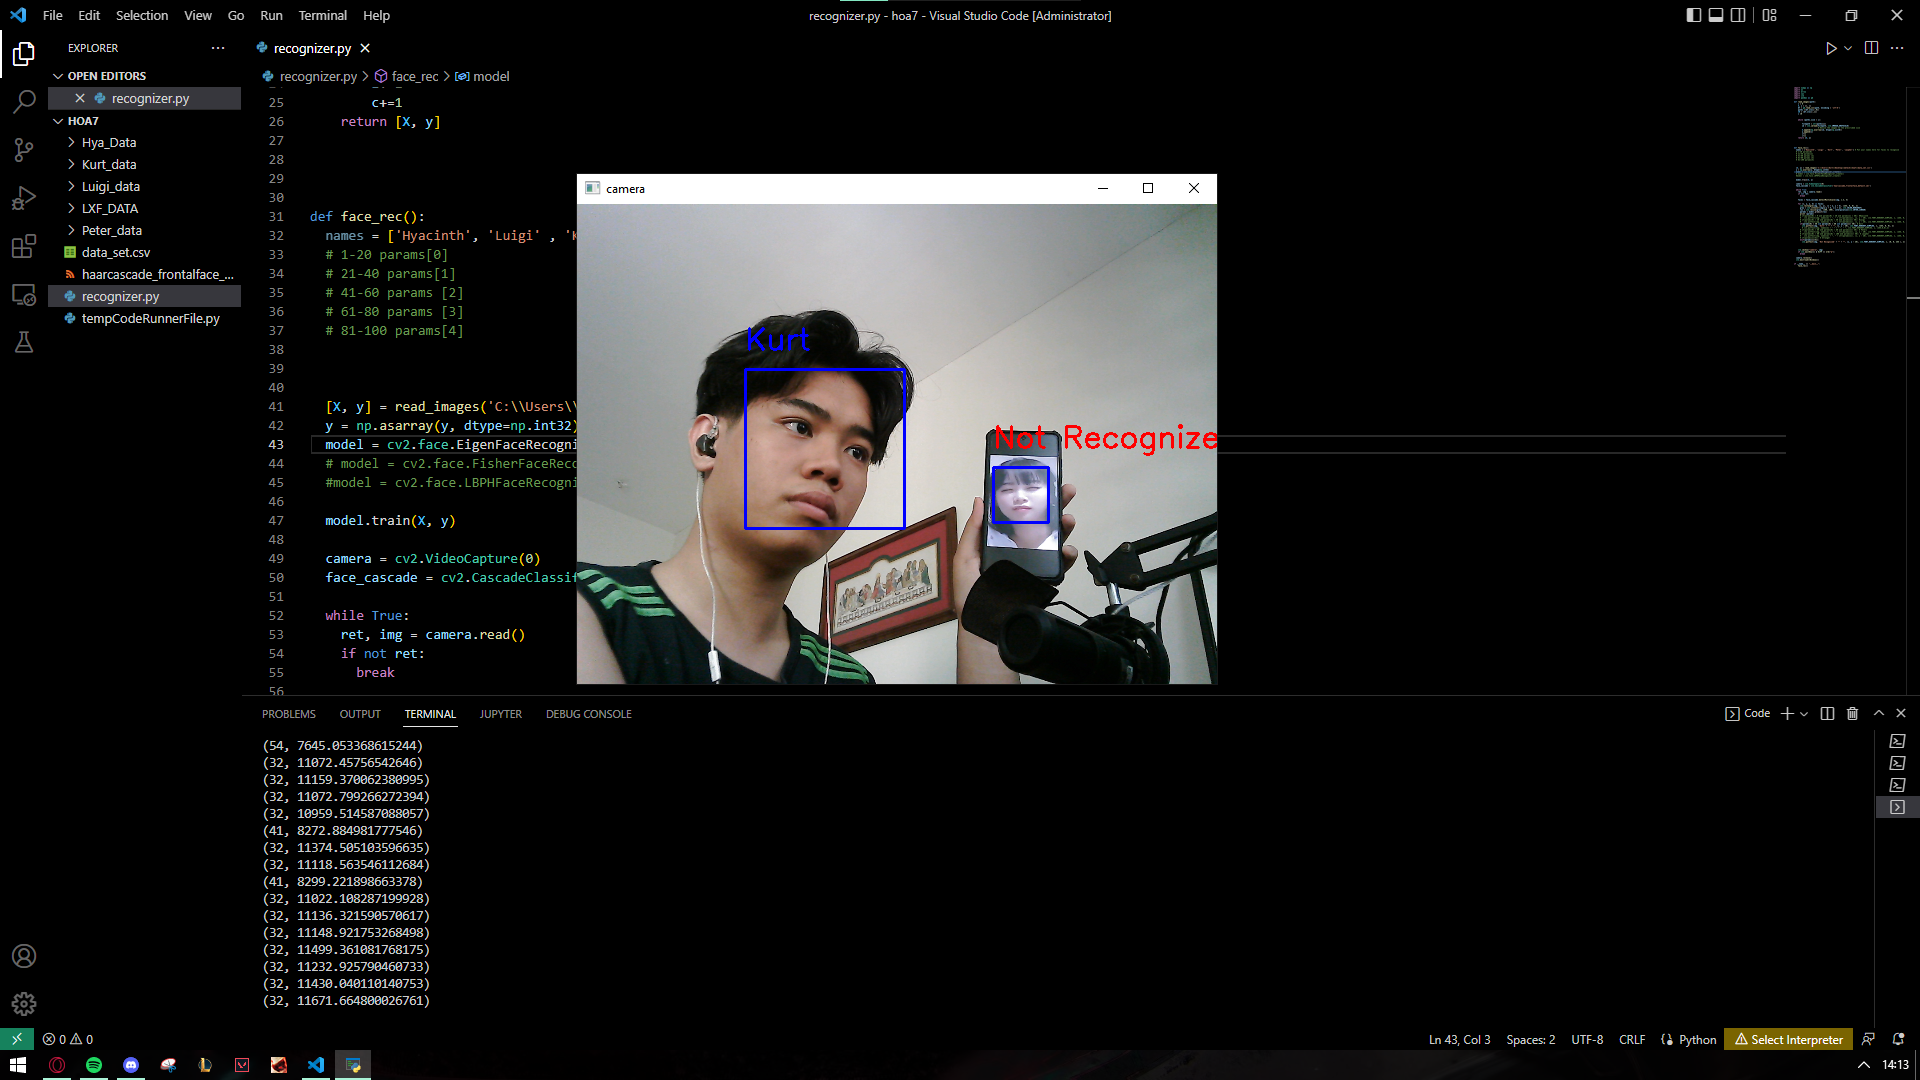 File Edit Selection View Go Run Terminal Help
recognizer.py - hoa7 - Visual Studio Code [Administrator]
EXPLORER
OPEN EDITORS
recognizer.py
HOA7
Hya_Data
Kurt_data
Luigi_data
LXF_DATA
Peter_data
data_set.csv
haarcascade_frontalface_...
recognizer.py
tempCodeRunnerFile.py
recognizer.py
recognizer.py > face_rec > model
25 c+=1
26 return [X, y]
27
28
29
30
31 def face_rec():
32 names = ['Hyacinth', 'Luigi' , 'K
33 # 1-20 params[0]
34 # 21-40 params[1]
35 # 41-60 params [2]
36 # 61-80 params [3]
37 # 81-100 params[4]
38
39
40
41 [X, y] = read_images('C:\\Users\\
42 y = np.asarray(y, dtype=np.int32)
43 model = cv2.face.EigenFaceRecogni
44 # model = cv2.face.FisherFaceReco
45 #model = cv2.face.LBPHFaceRecogni
46
47 model.train(X, y)
48
49 camera = cv2.VideoCapture(0)
50 face_cascade = cv2.CascadeClassif
51
52 while True:
53 ret, img = camera.read()
54 if not ret:
55 break
56
camera
Kurt
Not Recognize
PROBLEMS OUTPUT TERMINAL JUPYTER DEBUG CONSOLE
Code
(54, 7645.053368615244)
(32, 11072.45756542646)
(32, 11159.370062380995)
(32, 11072.799266272394)
(32, 10959.514587088057)
(41, 8272.884981777546)
(32, 11374.505103596635)
(32, 11118.563546112684)
(41, 8299.221898663378)
(32, 11022.108287199928)
(32, 11136.321590570617)
(32, 11148.921753268498)
(32, 11499.361081768175)
(32, 11232.925790460733)
(32, 11430.040110140753)
(32, 11671.664800026761)
0 0
Ln 43, Col 3 Spaces: 2 UTF-8 CRLF Python Select Interpreter
14:13